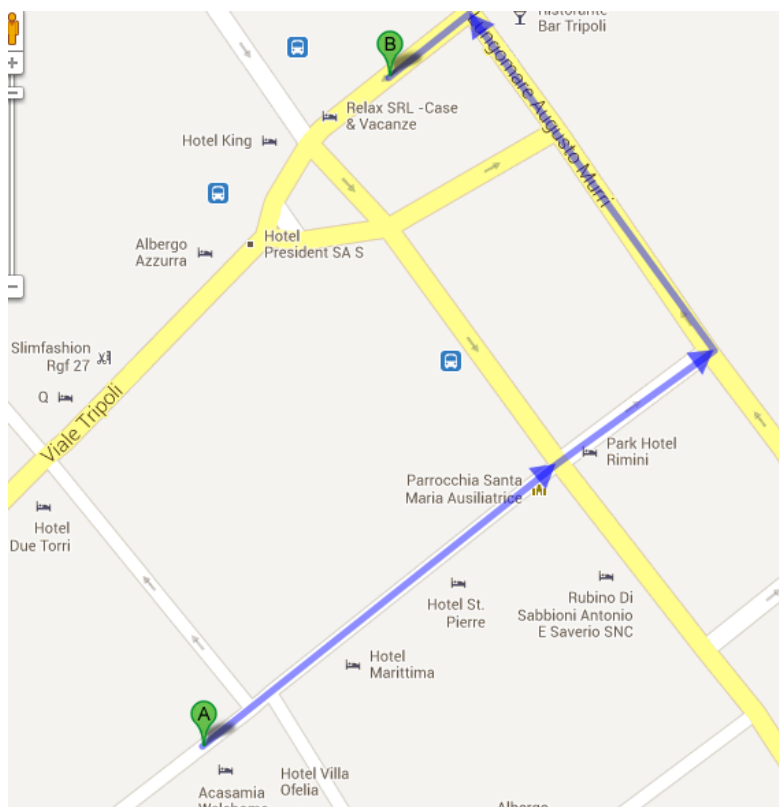 Ristorante
Bar Tripoli
B
Lungomare Augusto Murri
Relax SRL -Case
& Vacanze
Hotel King
Hotel
President SA S
Albergo
Azzurra
Slimfashion
Rgf 27
Q
Viale Tripoli
Park Hotel
Rimini
Parrocchia Santa
Maria Ausiliatrice
Hotel
Due Torri
Hotel St.
Pierre
Rubino Di
Sabbioni Antonio
E Saverio SNC
Hotel
Marittima
A
Hotel Villa
Ofelia
Acasamia
Albergo